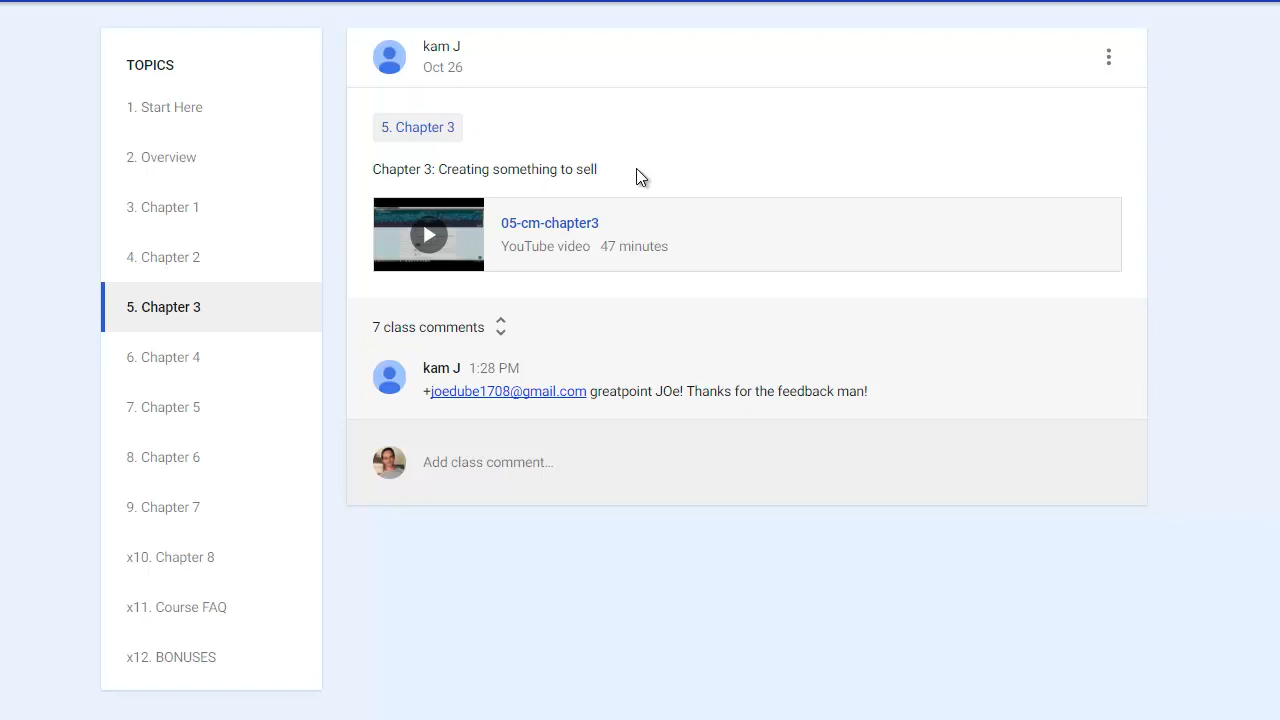 TOPICS
1. Start Here
2. Overview
3. Chapter 1
4. Chapter 2
5. Chapter 3
6. Chapter 4
7. Chapter 5
8. Chapter 6
9. Chapter 7
x10. Chapter 8
x11. Course FAQ
x12. BONUSES
kam J
Oct 26
5. Chapter 3
Chapter 3: Creating something to sell
05-cm-chapter3
YouTube video 47 minutes
7 class comments
kam J 1:28 PM
+joedube1708@gmail.com greatpoint JOe! Thanks for the feedback man!
Add class comment...